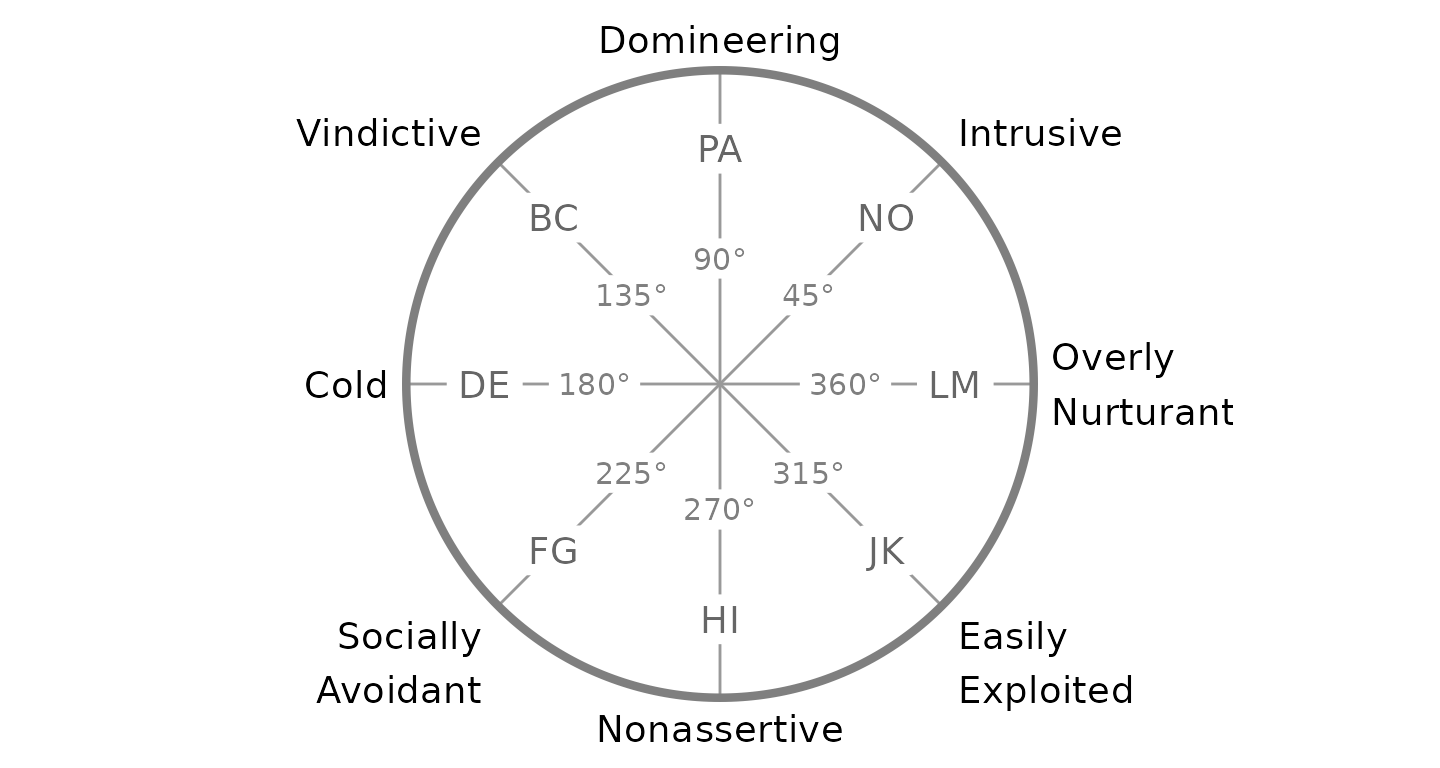 Domineering
Vindictive
Intrusive
PA
BC
NO
90°
135°
45°
Overly
Nurturant
Cold
DE
180°
360°
LM
225°
315°
270°
FG
JK
HI
Socially
Avoidant
Easily
Exploited
Nonassertive